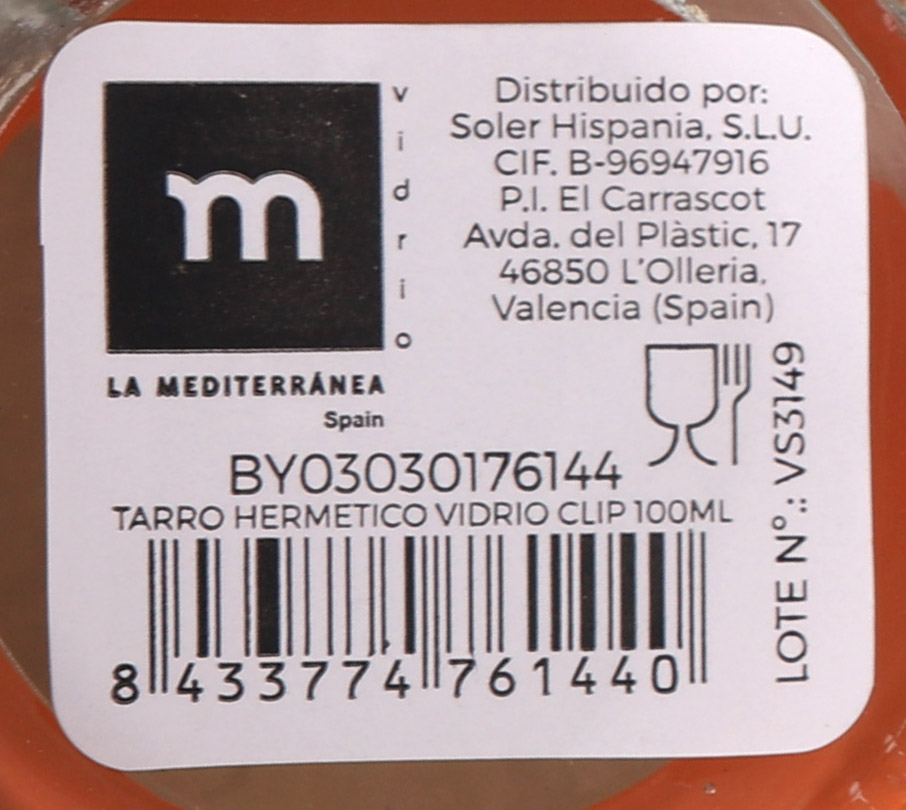 m
vidrio
LA MEDITERRÁNEA
Spain
Distribuido por:
Soler Hispania, S.L.U.
CIF. B-96947916
P.I. El Carrascot
Avda. del Plàstic, 17
46850 L'Olleria,
Valencia (Spain)
LOTE Nº.: VS3149
BY03030176144
TARRO HERMETICO VIDRIO CLIP 100ML
8 433774 761440